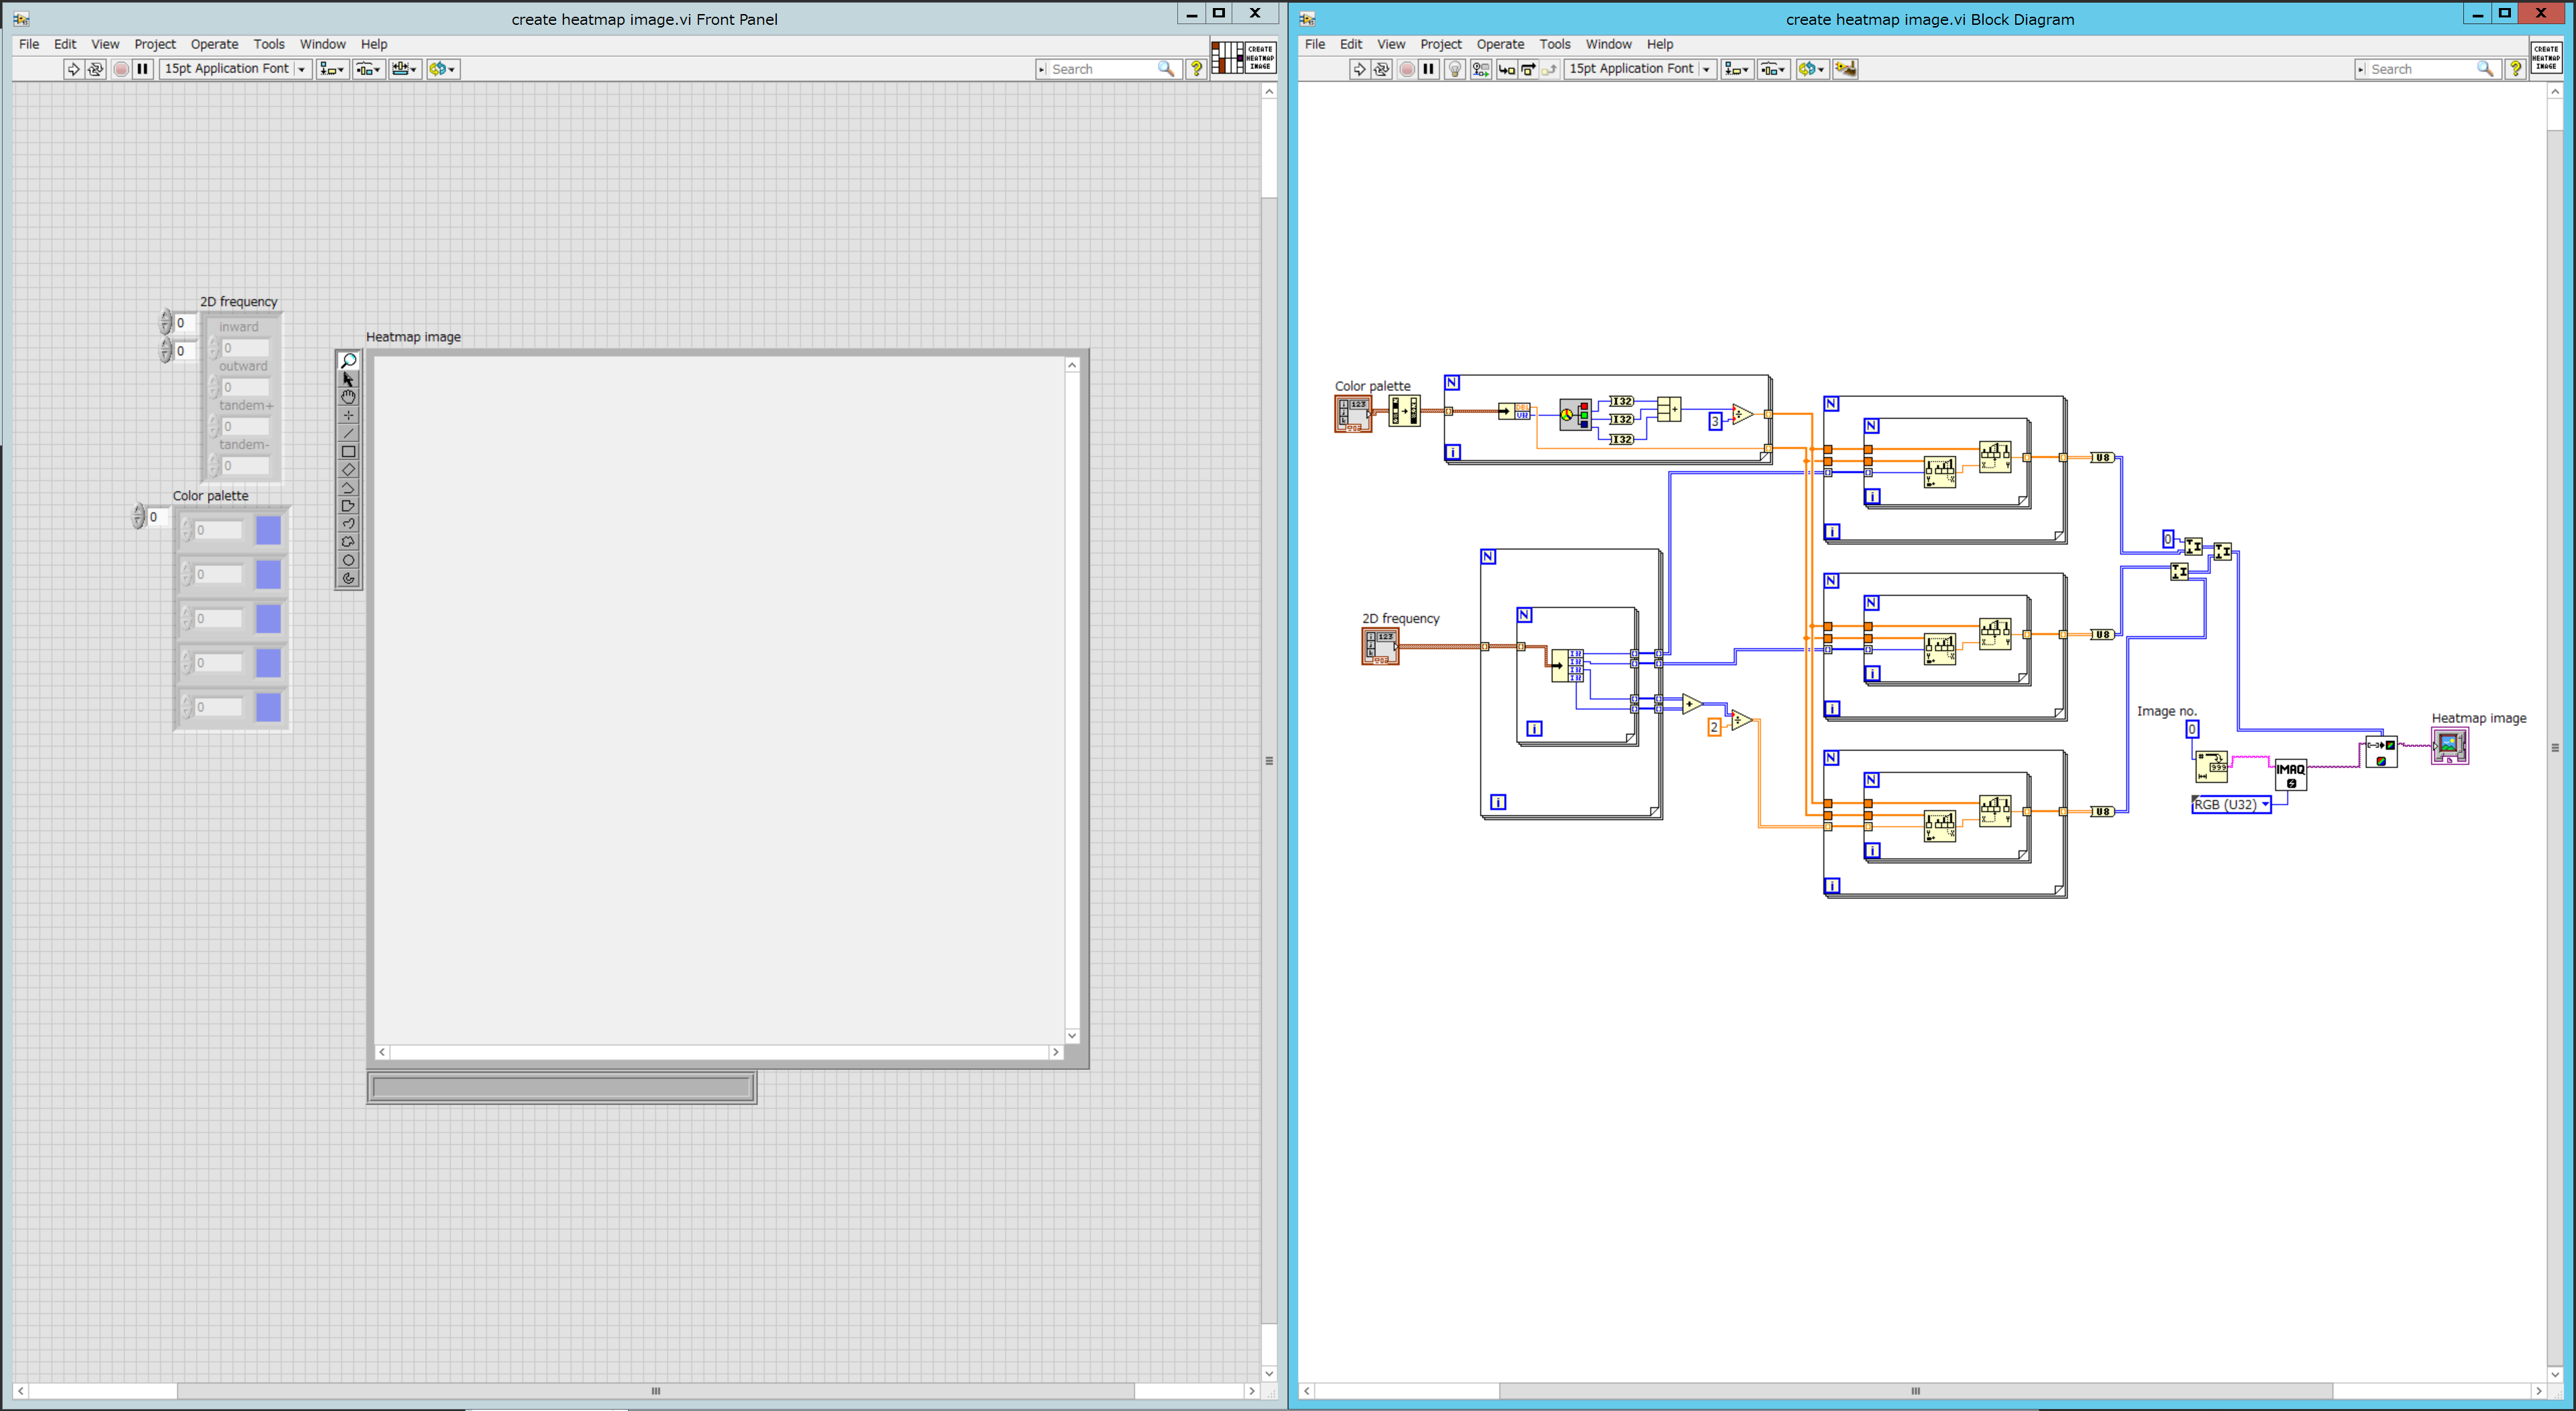 create heatmap image.vi Front Panel
File Edit View Project Operate Tools Window Help
15pt Application Font
Search
CREATE
HEATMAP
IMAGE
2D frequency
0
0
inward
0
outward
0
tandem+
0
tandem-
0
Color palette
0
0
0
0
0
0
Heatmap image
create heatmap image.vi Block Diagram
File Edit View Project Operate Tools Window Help
15pt Application Font
Search
CREATE
HEATMAP
IMAGE
Color palette
123
N
I32
I32
I32
3
i
N
N
i
i
U8
2D frequency
123
N
N
i
i
2
N
N
i
i
U8
N
N
i
i
U8
0
Image no.
0
999
IMAQ
RGB (U32)
Heatmap image